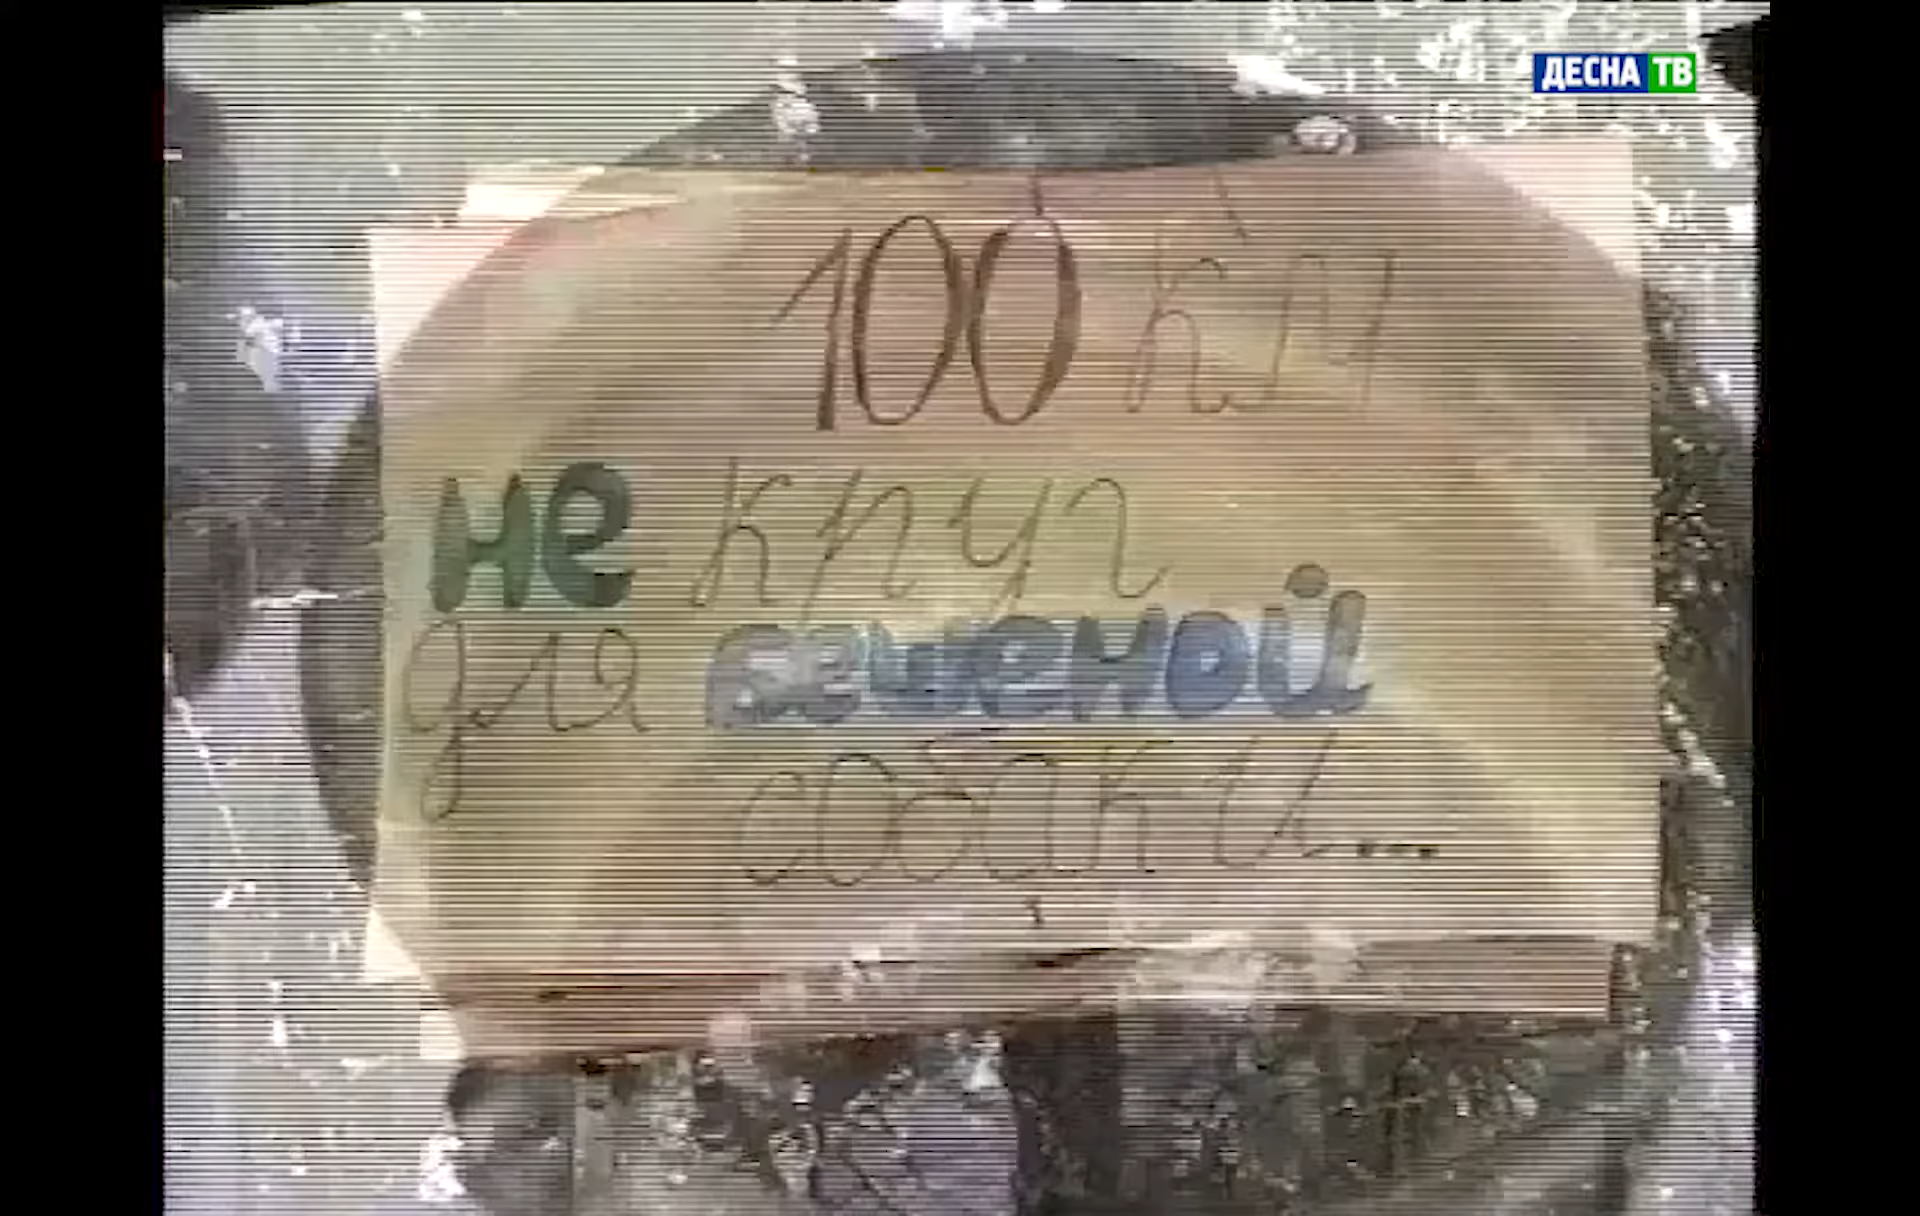 ДЕСНА ТВ
100 км
не круг
для бешеной
собаки...